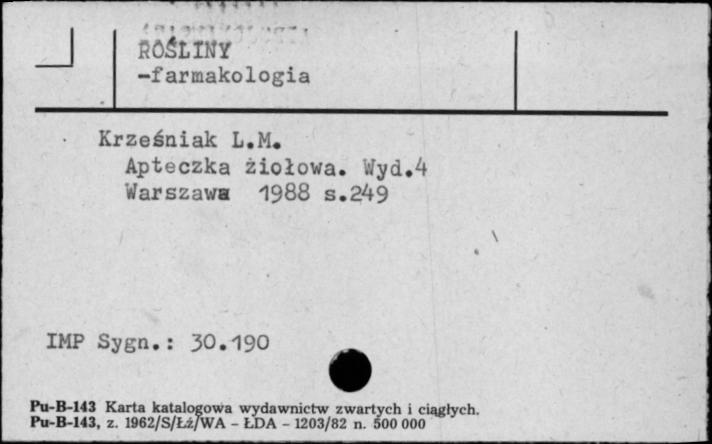 ROŚLINY
-farmakologia
Krześniak L.M.
Apteczka żiołowa. Wyd.4
Warszawa 1988 s.249
IMP Sygn.: 30.190
Pu-B-143 Karta katalogowa wydawnictw zwartych i ciągłych.
Pu-B-143, z. 1962/S/Łż/WA - ŁDA - 1203/82 n. 500 000